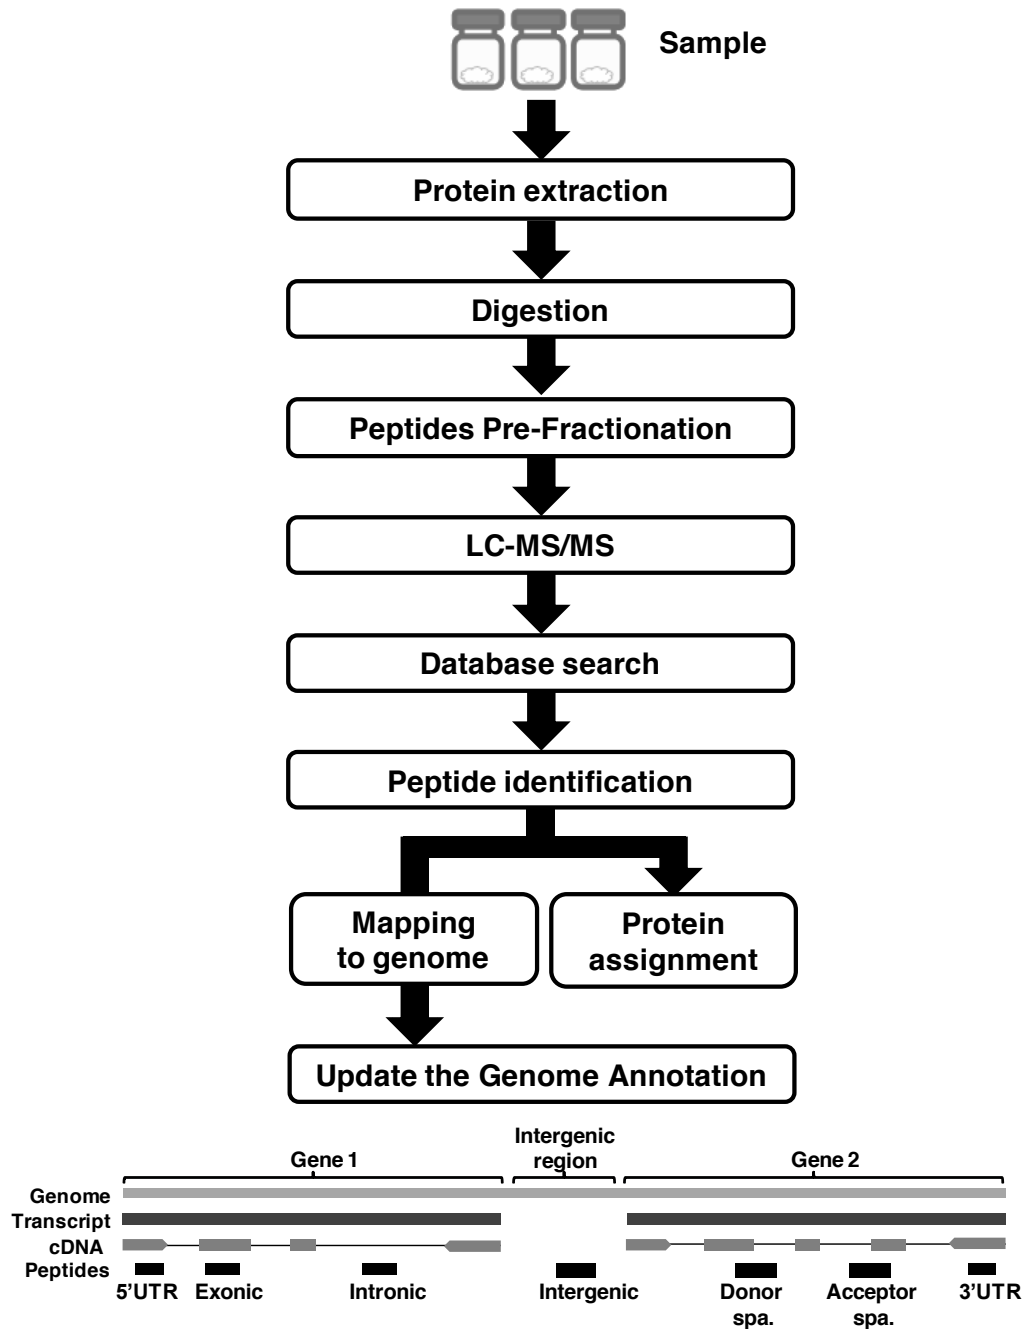 Sample
Protein extraction
Digestion
Peptides Pre-Fractionation
LC-MS/MS
Database search
Peptide identification
Mapping
to genome
Protein
assignment
Update the Genome Annotation
Intergenic
region
Gene 1
Gene 2
Genome
Transcript
cDNA
Peptides
5'UTR Exonic Intronic Intergenic Donor Acceptor 3'UTR
spa. spa.